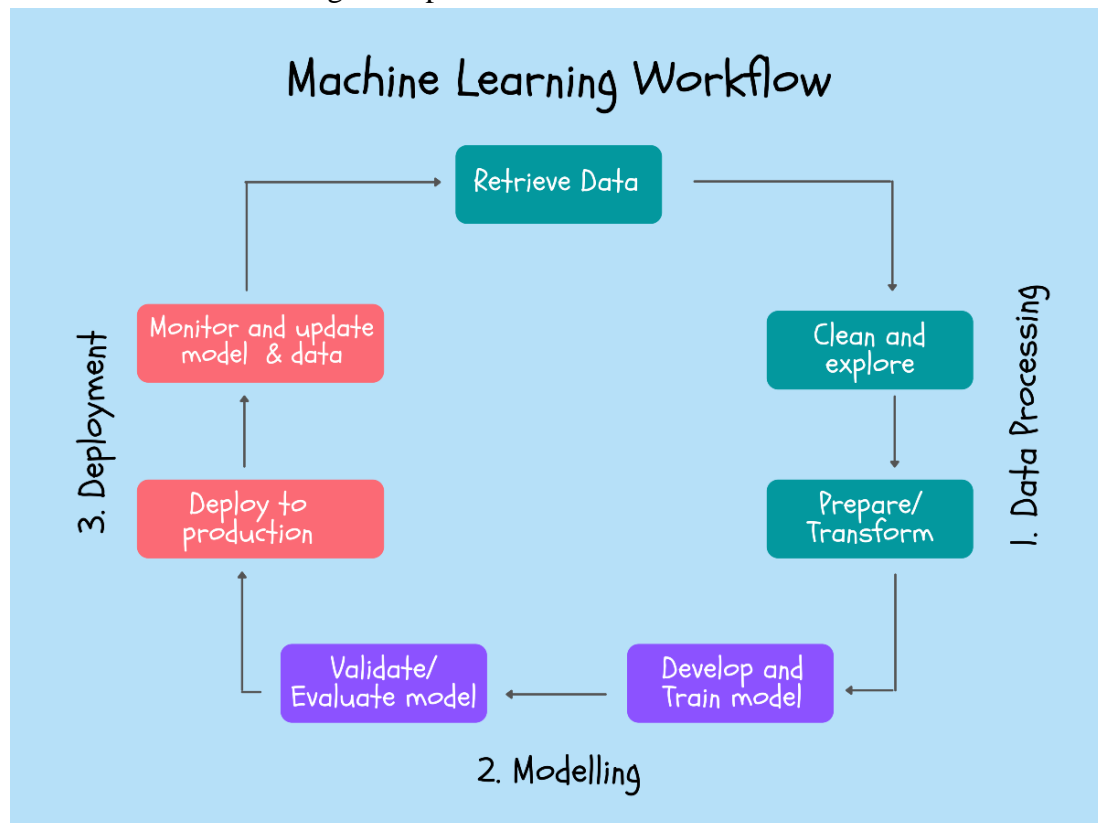 Machine Learning Workflow
Retrieve Data
Clean and
explore
1. Data Processing
Prepare/
Transform
Develop and
Train model
2. Modelling
Validate/
Evaluate model
Deploy to
production
3. Deployment
Monitor and update
model & data